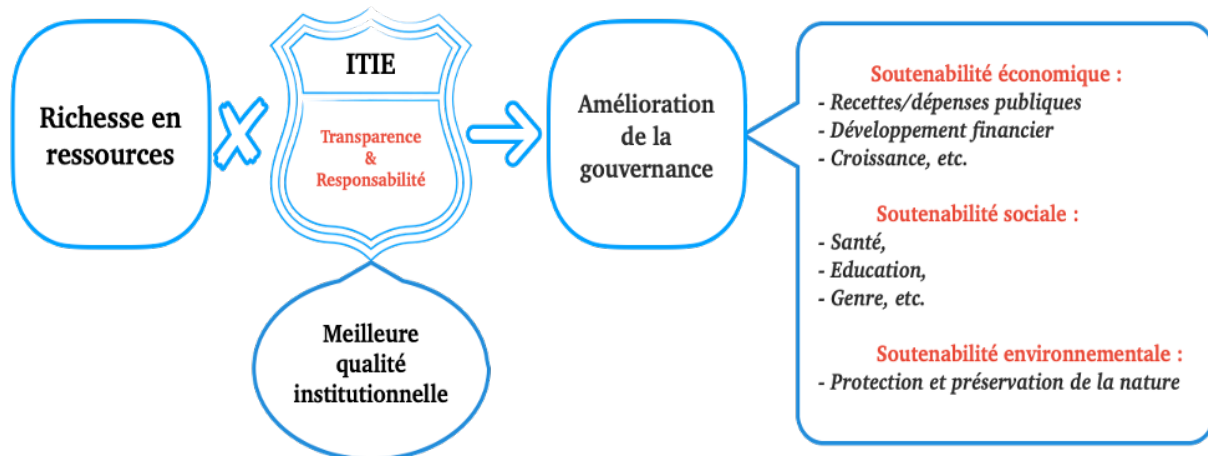 Richesse en
ressources
ITIE
Transparence
&
Responsabilité
Meilleure
qualité
institutionnelle
Amélioration
de la
gouvernance
Soutenabilité économique :
- Recettes/dépenses publiques
- Développement financier
- Croissance, etc.
Soutenabilité sociale :
- Santé,
- Education,
- Genre, etc.
Soutenabilité environnementale :
- Protection et préservation de la nature